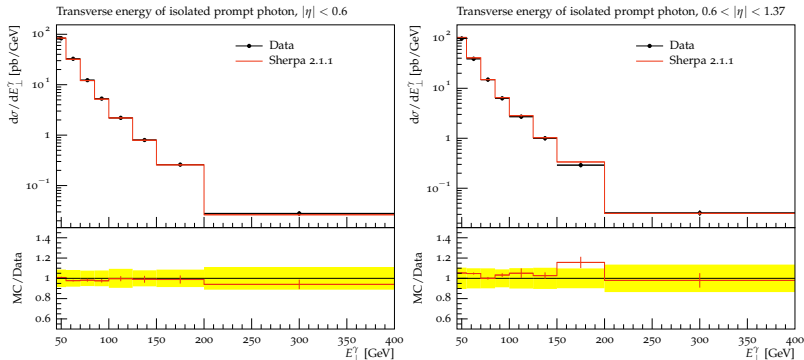 Transverse energy of isolated prompt photon, |η| < 0.6
10²
10¹
1
10⁻¹
dσ/dE⊥^γ [pb/GeV]
Data
Sherpa 2.1.1
1.4
1.2
1
0.8
0.6
MC/Data
50 100 150 200 250 300 350 400
E⊥^γ [GeV]
Transverse energy of isolated prompt photon, 0.6 < |η| < 1.37
10²
10¹
1
10⁻¹
dσ/dE⊥^γ [pb/GeV]
Data
Sherpa 2.1.1
1.4
1.2
1
0.8
0.6
MC/Data
50 100 150 200 250 300 350 400
E⊥^γ [GeV]